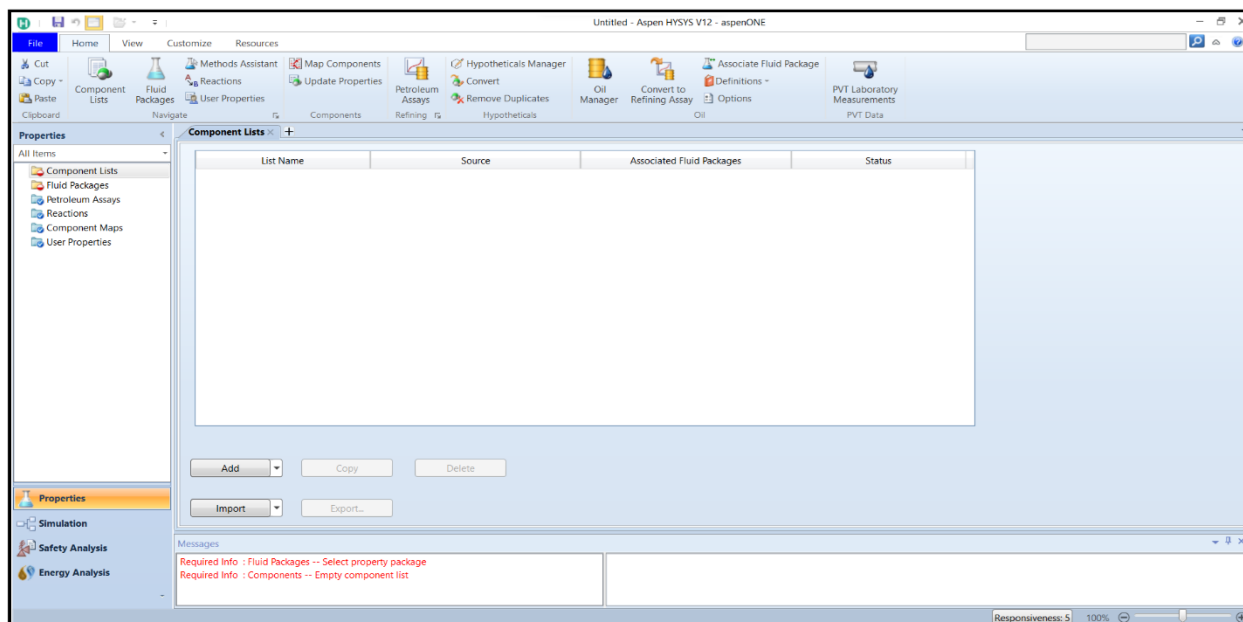 Untitled - Aspen HYSYS V12 - aspenONE
File Home View Customize Resources
Cut
Copy
Paste
Clipboard
Component Lists
Fluid Packages
Methods Assistant
Reactions
User Properties
Navigate
Map Components
Update Properties
Components
Petroleum Assays
Refining
Hypotheticals Manager
Convert
Remove Duplicates
Hypotheticals
Oil Manager
Convert to Refining Assay
Associate Fluid Package
Definitions
Options
Oil
PVT Laboratory Measurements
PVT Data
Properties
All Items
Component Lists
Fluid Packages
Petroleum Assays
Reactions
Component Maps
User Properties
Properties
Simulation
Safety Analysis
Energy Analysis
Component Lists
List Name Source Associated Fluid Packages Status
Add Copy Delete
Import Export...
Messages
Required Info : Fluid Packages -- Select property package
Required Info : Components -- Empty component list
Responsiveness: 5 100%